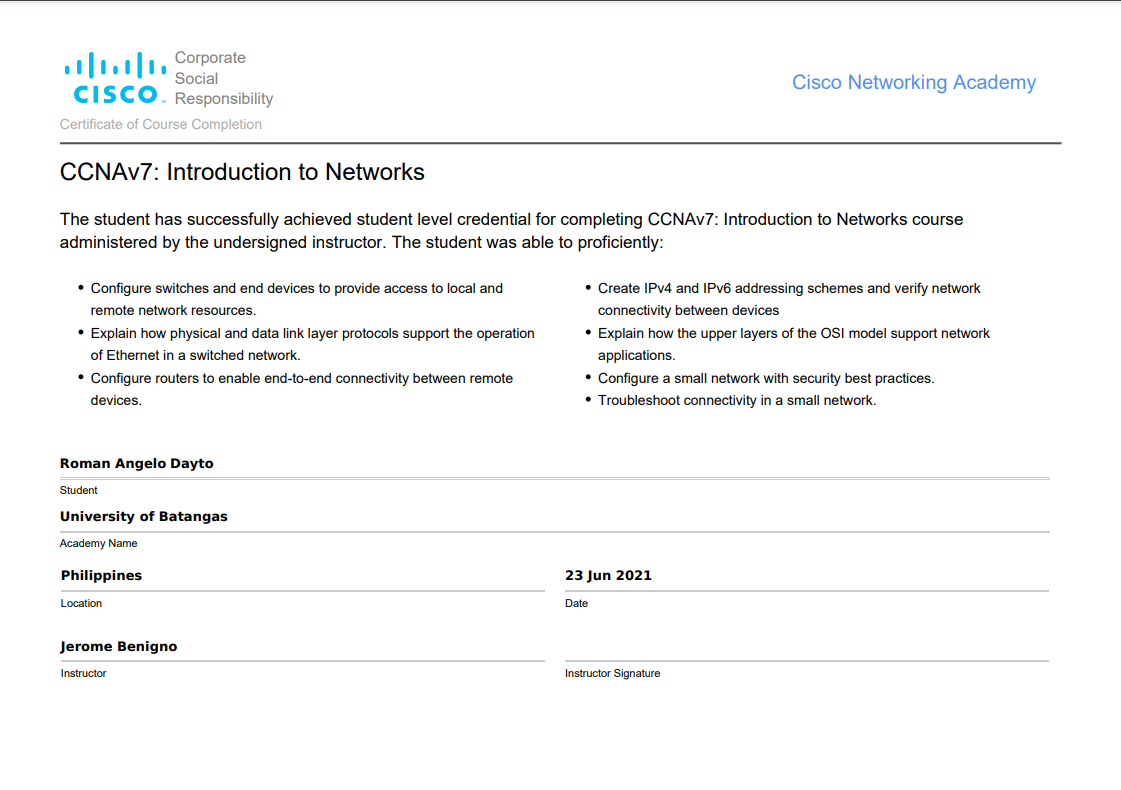 Corporate
Social
Responsibility
CISCO™
Cisco Networking Academy
Certificate of Course Completion
CCNAv7: Introduction to Networks
The student has successfully achieved student level credential for completing CCNAv7: Introduction to Networks course
administered by the undersigned instructor. The student was able to proficiently:
• Configure switches and end devices to provide access to local and
remote network resources.
• Explain how physical and data link layer protocols support the operation
of Ethernet in a switched network.
• Configure routers to enable end-to-end connectivity between remote
devices.
• Create IPv4 and IPv6 addressing schemes and verify network
connectivity between devices
• Explain how the upper layers of the OSI model support network
applications.
• Configure a small network with security best practices.
• Troubleshoot connectivity in a small network.
Roman Angelo Dayto
Student
University of Batangas
Academy Name
Philippines
Location
23 Jun 2021
Date
Jerome Benigno
Instructor
Instructor Signature